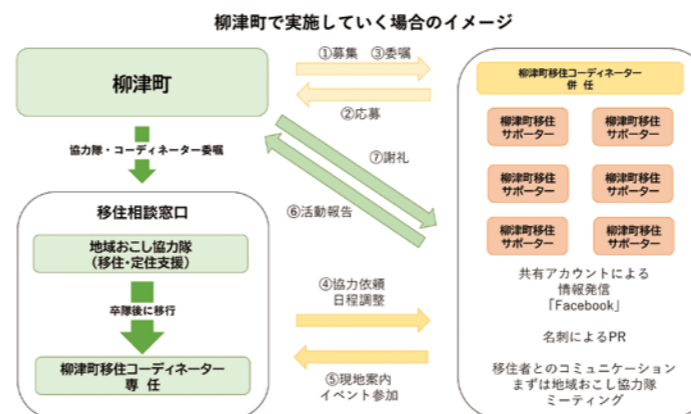 柳津町で実施していく場合のイメージ
柳津町
①募集 ③委嘱
②応募
協力隊・コーディネーター委嘱
⑦謝礼
⑥活動報告
移住相談窓口
地域おこし協力隊
(移住・定住支援)
卒隊後に移行
柳津町移住コーディネーター
専 任
④協力依頼
日程調整
⑤現地案内
イベント参加
柳津町移住コーディネーター
併 任
柳津町移住
サポーター
柳津町移住
サポーター
柳津町移住
サポーター
柳津町移住
サポーター
柳津町移住
サポーター
柳津町移住
サポーター
共有アカウントによる
情報発信
「Facebook」
名刺によるPR
移住者とのコミュニケーション
まずは地域おこし協力隊
ミーティング